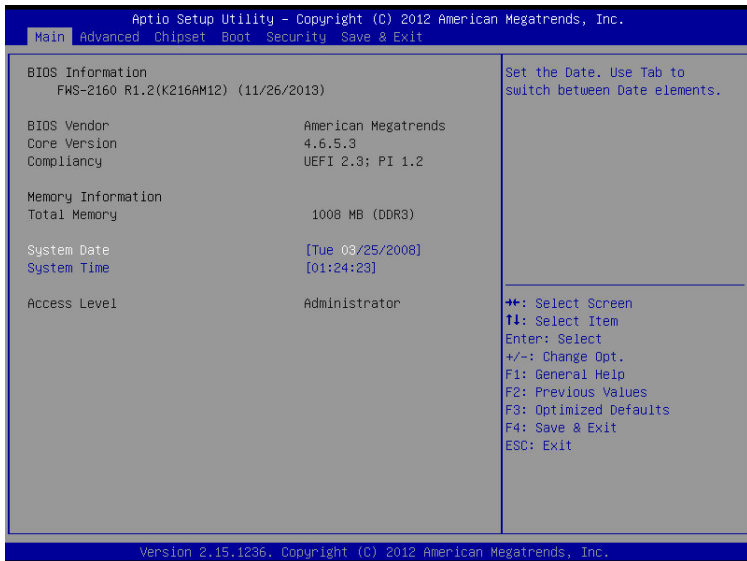 Aptio Setup Utility – Copyright (C) 2012 American Megatrends, Inc.
Main Advanced Chipset Boot Security Save & Exit
BIOS Information
FWS-2160 R1.2(K216AM12) (11/26/2013)
BIOS Vendor American Megatrends
Core Version 4.6.5.3
Compliancy UEFI 2.3; PI 1.2
Memory Information
Total Memory 1008 MB (DDR3)
System Date [Tue 03/25/2008]
System Time [01:24:23]
Access Level Administrator
Set the Date. Use Tab to
switch between Date elements.
→←: Select Screen
↑↓: Select Item
Enter: Select
+/-: Change Opt.
F1: General Help
F2: Previous Values
F3: Optimized Defaults
F4: Save & Exit
ESC: Exit
Version 2.15.1236. Copyright (C) 2012 American Megatrends, Inc.